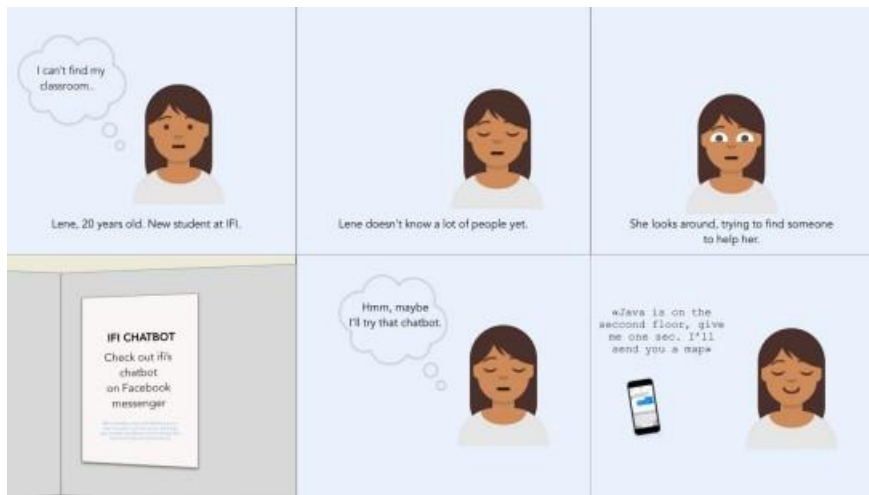 I can't find my
classroom..
Lene, 20 years old. New student at IFI.
Lene doesn't know a lot of people yet.
She looks around, trying to find someone
to help her.
IFI CHATBOT
Check out ifi's
chatbot
on Facebook
messenger
Hmm, maybe
I'll try that chatbot.
«Java is on the
seccond floor, give
me one sec. I'll
send you a map»